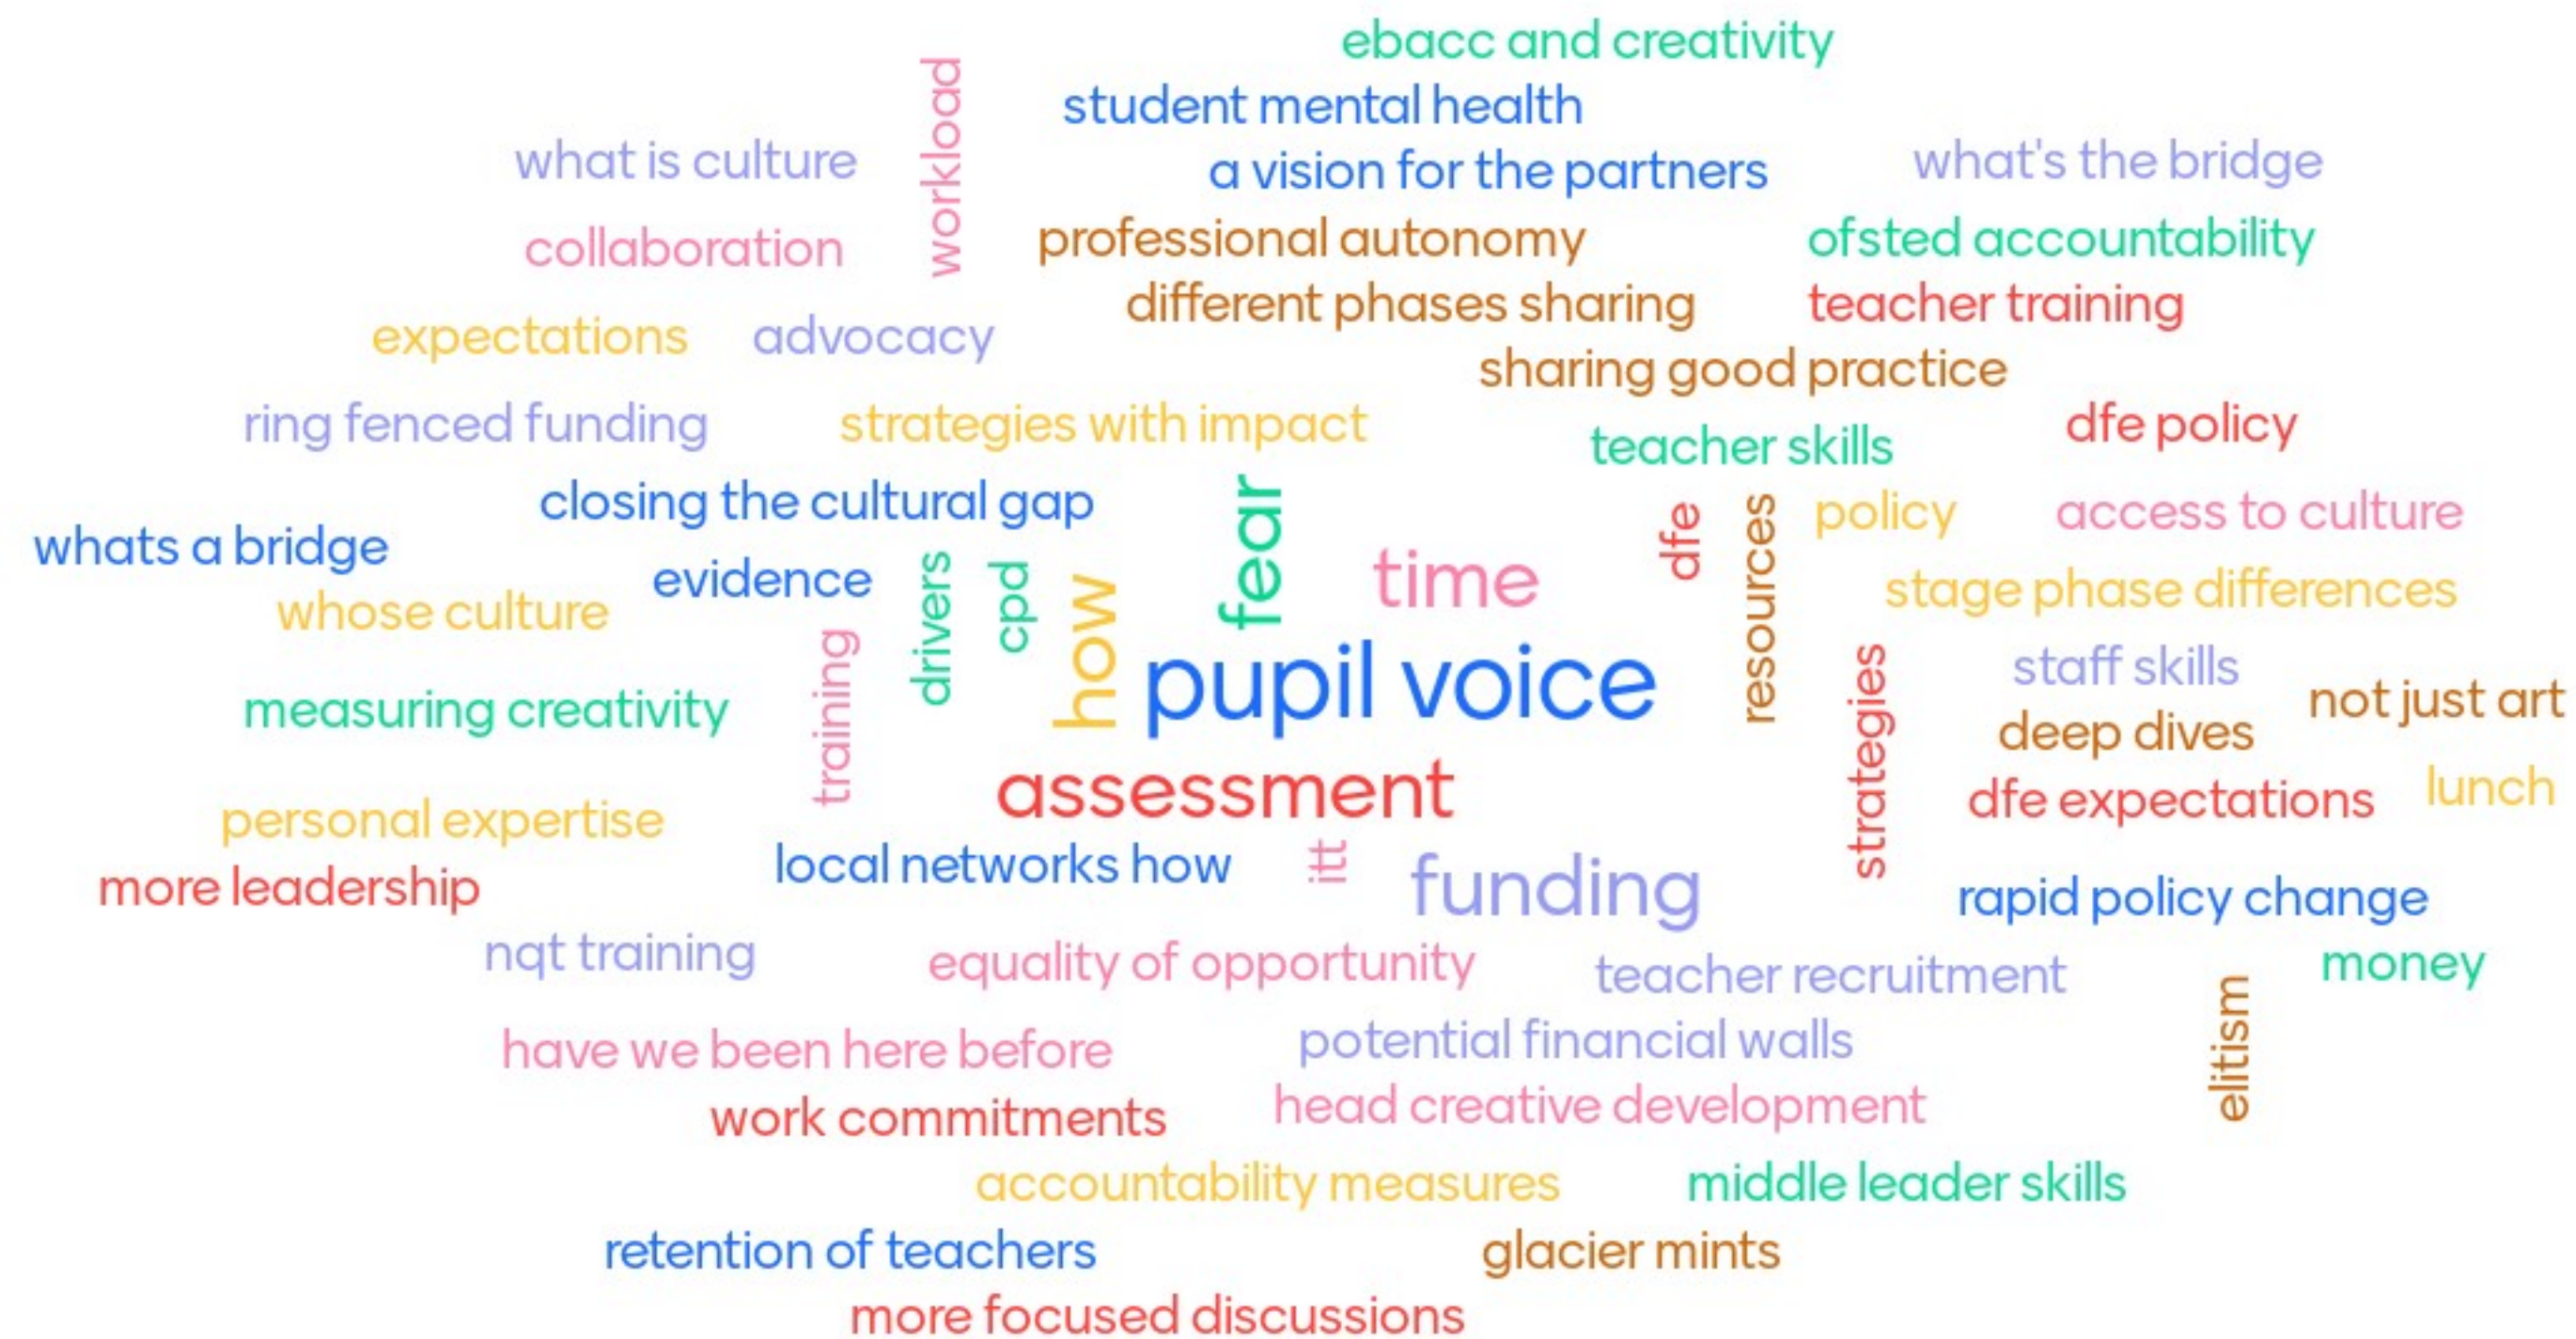 ebacc and creativity
workload
student mental health
what is culture
a vision for the partners
what's the bridge
collaboration
professional autonomy
ofsted accountability
different phases sharing
teacher training
expectations
advocacy
sharing good practice
ring fenced funding
strategies with impact
dfe policy
teacher skills
closing the cultural gap
fear
dfe
resources
policy
access to culture
whats a bridge
evidence
drivers
cpd
how
time
stage phase differences
whose culture
training
pupil voice
strategies
staff skills
not just art
measuring creativity
deep dives
assessment
dfe expectations
lunch
personal expertise
local networks how
itt
funding
more leadership
rapid policy change
nqt training
equality of opportunity
teacher recruitment
money
elitism
have we been here before
potential financial walls
work commitments
head creative development
accountability measures
middle leader skills
retention of teachers
glacier mints
more focused discussions